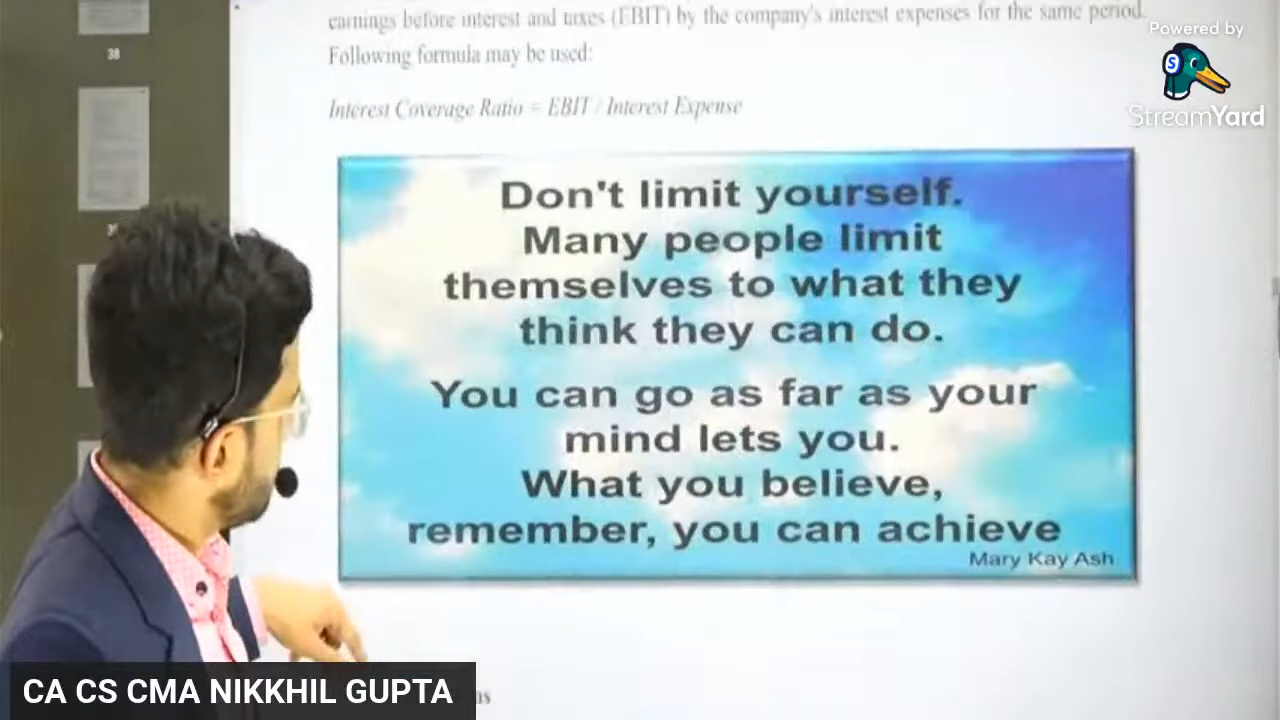 earnings before interest and taxes (EBIT) by the company's interest expenses for the same period.
Powered by
38
Following formula may be used:
StreamYard
Interest Coverage Ratio = EBIT / Interest Expense
Don't limit yourself.
Many people limit
themselves to what they
think they can do.
You can go as far as your
mind lets you.
What you believe,
remember, you can achieve
Mary Kay Ash
CA CS CMA NIKKHIL GUPTA